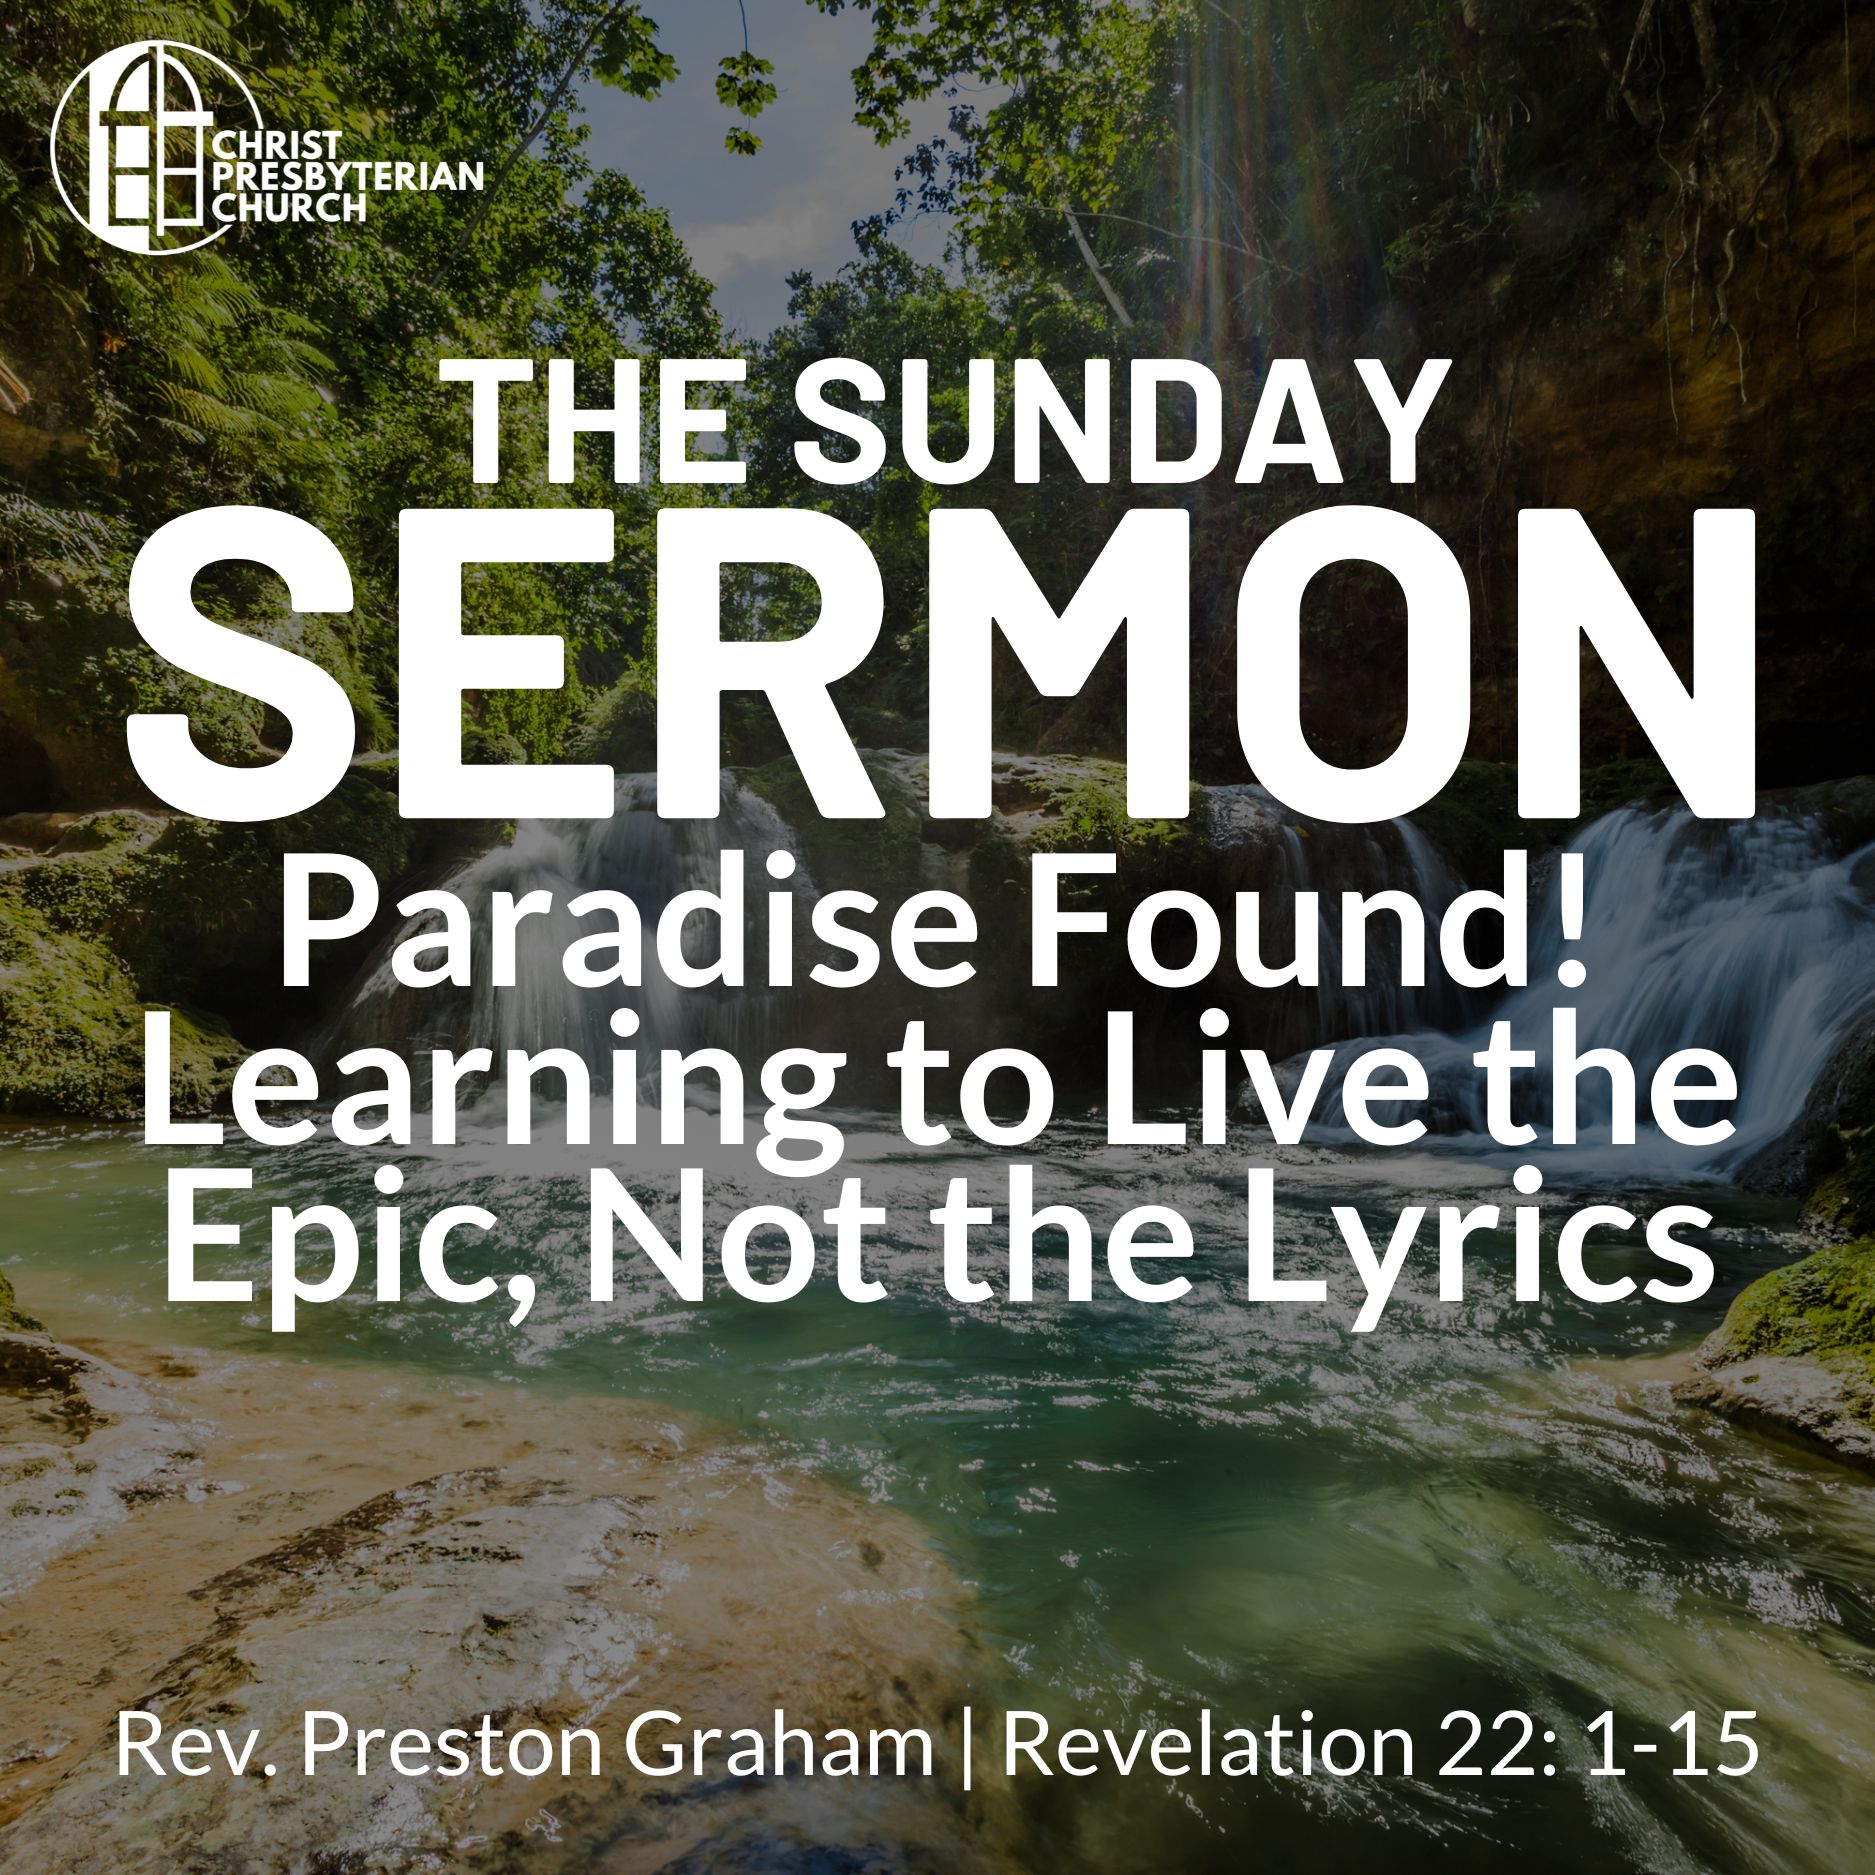 CHRIST
PRESBYTERIAN
CHURCH
THE SUNDAY
SERMON
Paradise Found!
Learning to Live the
Epic, Not the Lyrics
Rev. Preston Graham | Revelation 22: 1-15